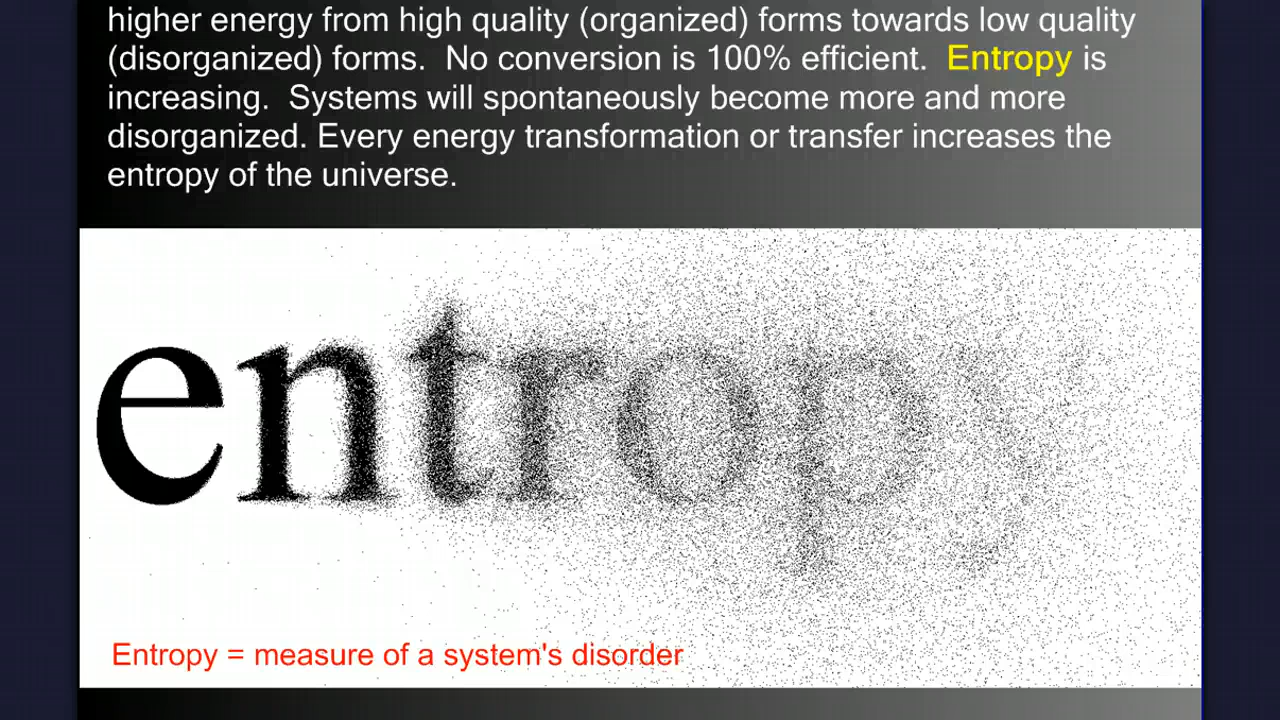 higher energy from high quality (organized) forms towards low quality
(disorganized) forms.  No conversion is 100% efficient.  Entropy is
increasing.  Systems will spontaneously become more and more
disorganized. Every energy transformation or transfer increases the
entropy of the universe.
entropy
Entropy = measure of a system's disorder